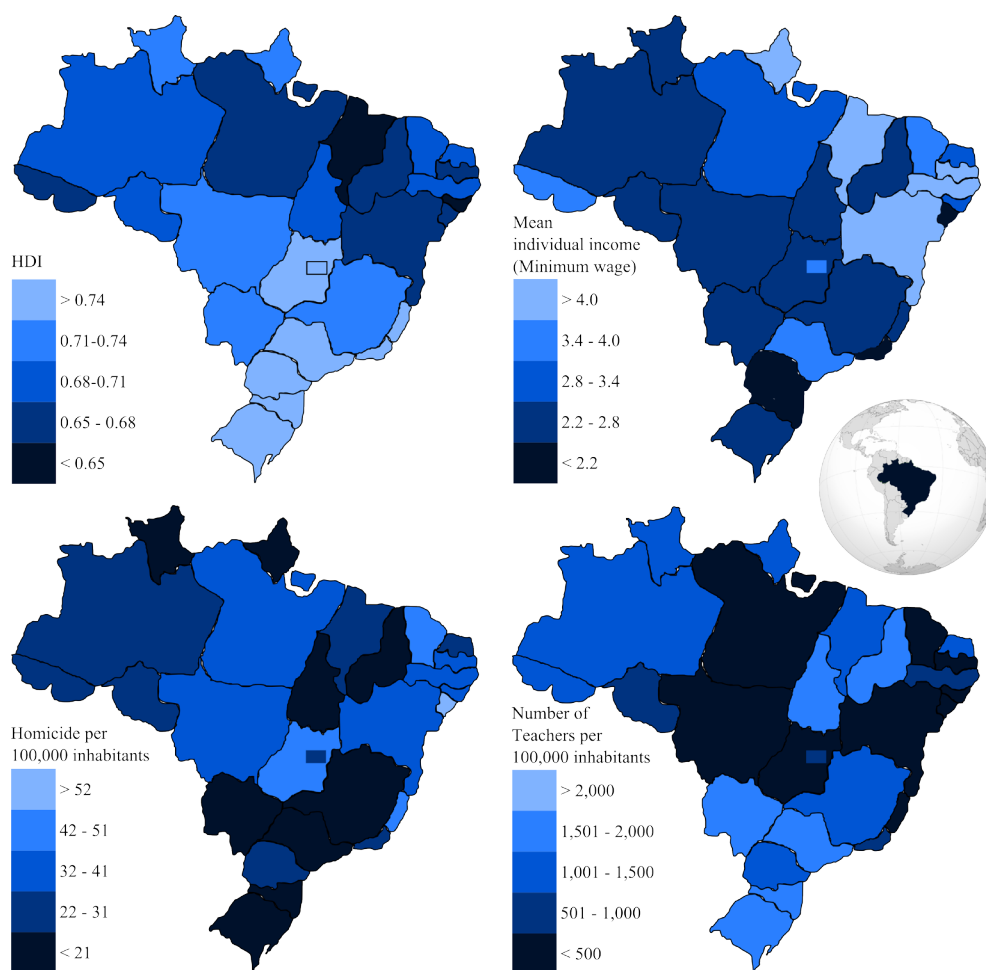 HDI
> 0.74
0.71-0.74
0.68-0.71
0.65 - 0.68
< 0.65
Mean
individual income
(Minimum wage)
> 4.0
3.4 - 4.0
2.8 - 3.4
2.2 - 2.8
< 2.2
Homicide per
100,000 inhabitants
> 52
42 - 51
32 - 41
22 - 31
< 21
Number of
Teachers per
100,000 inhabitants
> 2,000
1,501 - 2,000
1,001 - 1,500
501 - 1,000
< 500